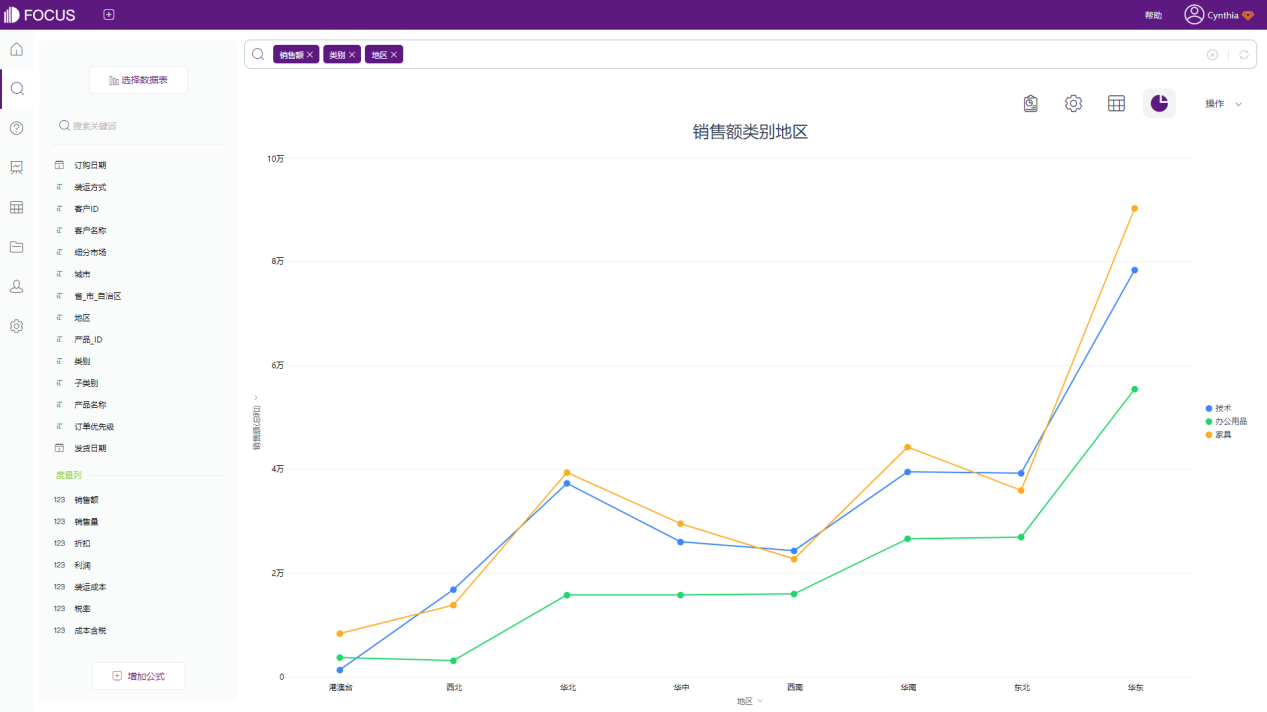 FOCUS
帮助
Cynthia
选择数据表
搜索关键词
订购日期
装运方式
客户ID
客户名称
细分市场
城市
省_市_自治区
地区
产品_ID
类别
子类别
产品名称
订单优先级
发货日期
度量列
123 销售额
123 销售量
123 折扣
123 利润
123 装运成本
123 税率
123 成本含税
增加公式
销售额 类别 地区
操作
销售额类别地区
10万
8万
6万
4万
2万
0
销售额(总和)
港澳台 西北 华北 华中 西南 华南 东北 华东
地区
技术
办公用品
家具